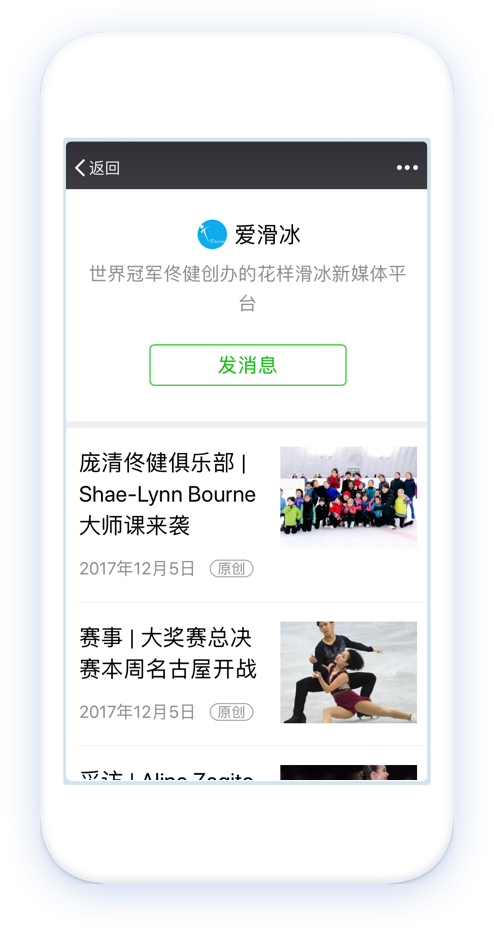 返回
爱滑冰
世界冠军佟健创办的花样滑冰新媒体平
台
发消息
庞清佟健俱乐部 |
Shae-Lynn Bourne
大师课来袭
2017年12月5日 原创
赛事 | 大奖赛总决
赛本周名古屋开战
2017年12月5日 原创
采访 | Alina Zagito